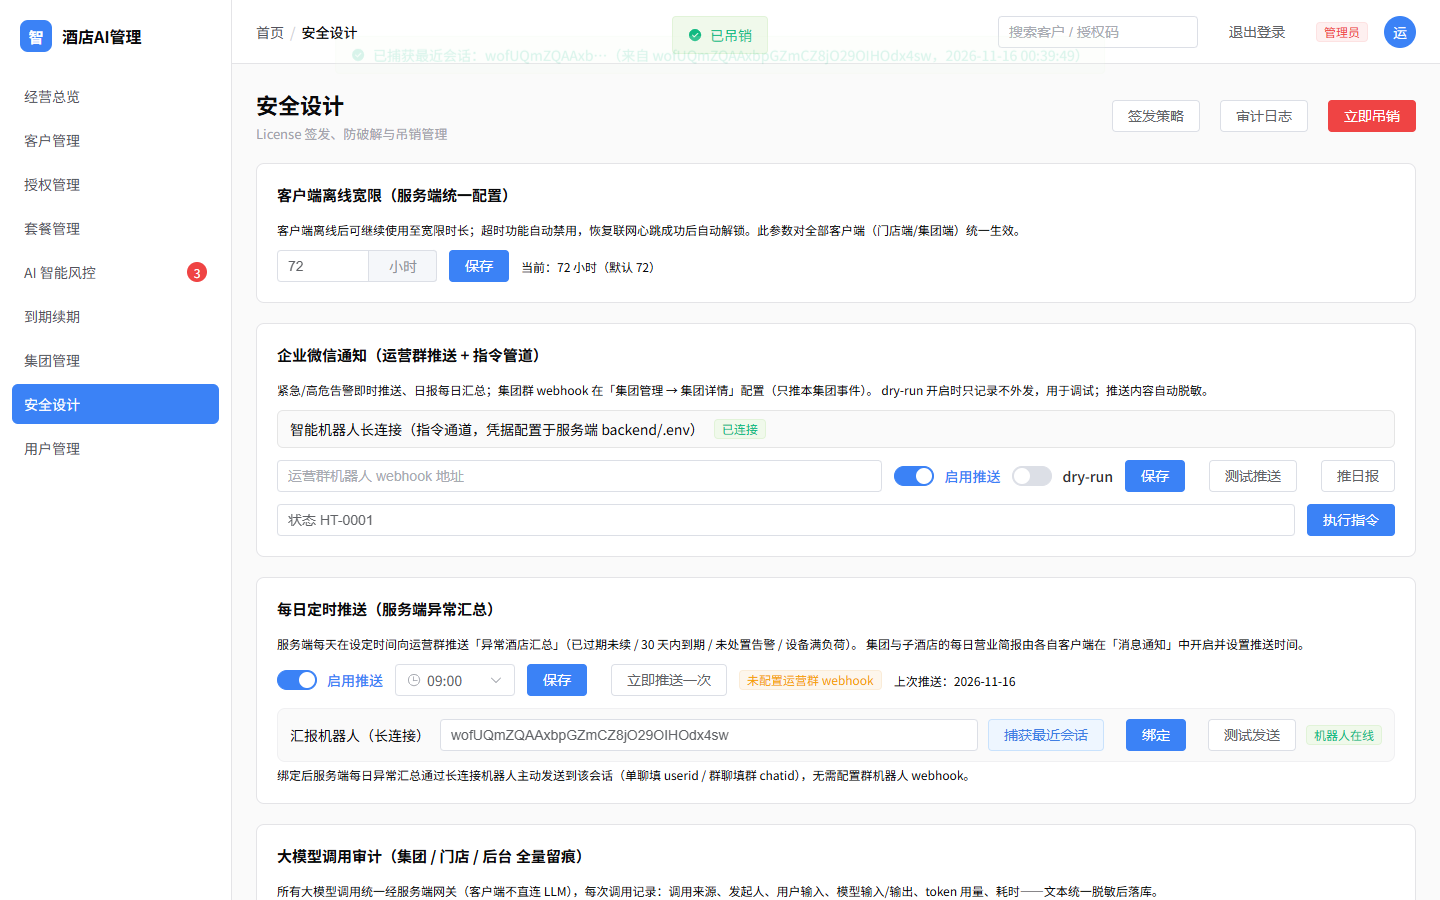 智 酒店AI管理
首页 / 安全设计
已吊销
搜索客户 / 授权码
退出登录
管理员
运
已捕获最近会话：wofUQmZQAAxb…（来自 wofUQmZQAAxbpGZmCZ8jO29OIHOdx4sw，2026-11-16 00:39:49）
经营总览
客户管理
授权管理
套餐管理
AI 智能风控 3
到期续期
集团管理
安全设计
用户管理
安全设计
License 签发、防破解与吊销管理
签发策略
审计日志
立即吊销
客户端离线宽限（服务端统一配置）
客户端离线后可继续使用至宽限时长；超时功能自动禁用，恢复联网心跳成功后自动解锁。此参数对全部客户端（门店端/集团端）统一生效。
72 小时 保存 当前：72 小时（默认 72）
企业微信通知（运营群推送 + 指令管道）
紧急/高危告警即时推送、日报每日汇总；集团群 webhook 在「集团管理 → 集团详情」配置（只推本集团事件）。 dry-run 开启时只记录不外发，用于调试；推送内容自动脱敏。
智能机器人长连接（指令通道，凭据配置于服务端 backend/.env） 已连接
运营群机器人 webhook 地址 启用推送 dry-run 保存 测试推送 推日报
状态 HT-0001 执行指令
每日定时推送（服务端异常汇总）
服务端每天在设定时间向运营群推送「异常酒店汇总」（已过期未续 / 30 天内到期 / 未处置告警 / 设备满负荷）。 集团与子酒店的每日营业简报由各自客户端在「消息通知」中开启并设置推送时间。
启用推送 09:00 保存 立即推送一次 未配置运营群 webhook 上次推送：2026-11-16
汇报机器人（长连接） wofUQmZQAAxbpGZmCZ8jO29OIHOdx4sw 捕获最近会话 绑定 测试发送 机器人在线
绑定后服务端每日异常汇总通过长连接机器人主动发送到该会话（单聊填 userid / 群聊填群 chatid），无需配置群机器人 webhook。
大模型调用审计（集团 / 门店 / 后台 全量留痕）
所有大模型调用统一经服务端网关（客户端不直连 LLM），每次调用记录：调用来源、发起人、用户输入、模型输入/输出、token 用量、耗时——文本统一脱敏后落库。